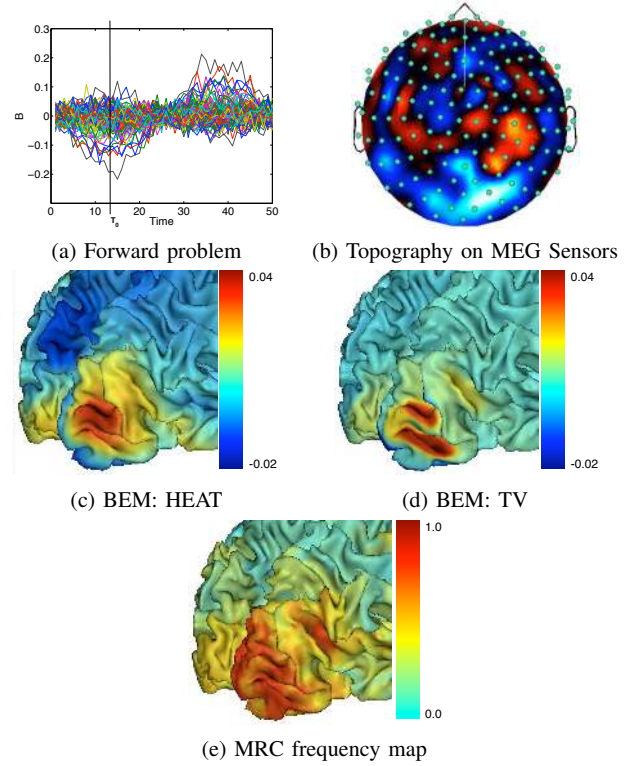 0.3
0.2
0.1
0
−0.1
−0.2
B
0 10 T₀ 20 30 40 50
Time
(a) Forward problem
(b) Topography on MEG Sensors
0.04
-0.02
(c) BEM: HEAT
0.04
-0.02
(d) BEM: TV
1.0
0.0
(e) MRC frequency map